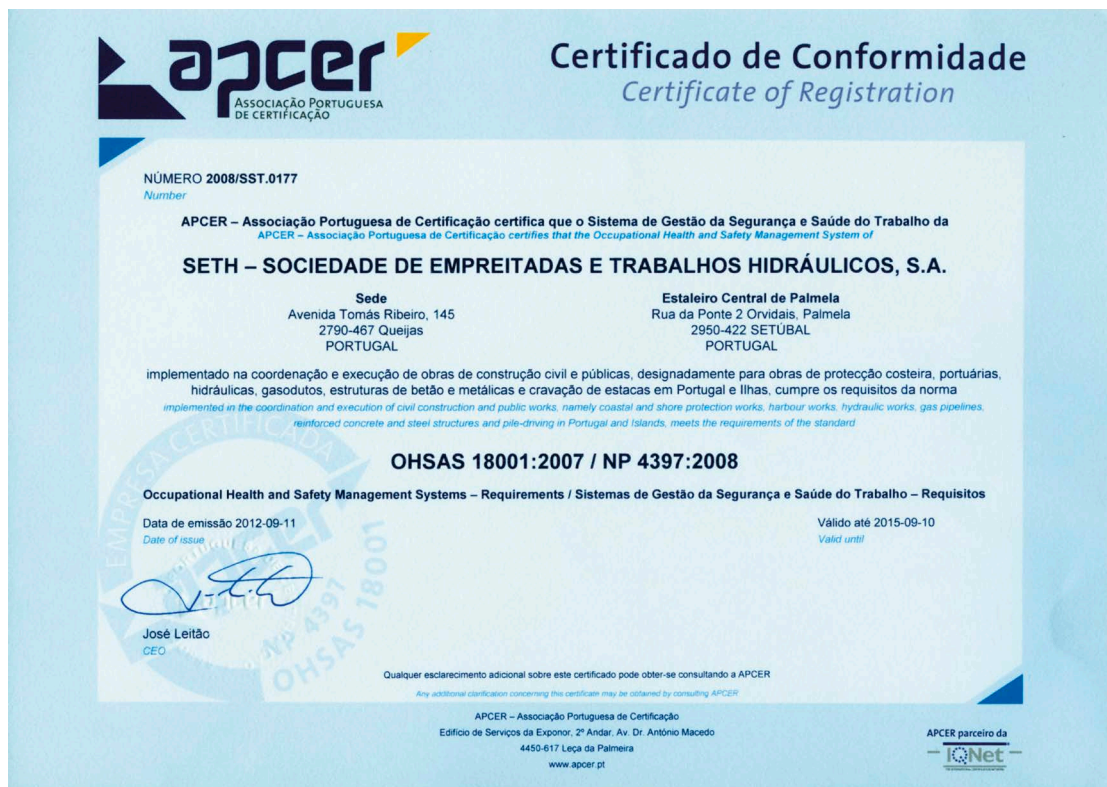 apcer
ASSOCIAÇÃO PORTUGUESA
DE CERTIFICAÇÃO
Certificado de Conformidade
Certificate of Registration
NÚMERO 2008/SST.0177
Number
APCER – Associação Portuguesa de Certificação certifica que o Sistema de Gestão da Segurança e Saúde do Trabalho da
APCER – Associação Portuguesa de Certificação certifies that the Occupational Health and Safety Management System of
SETH – SOCIEDADE DE EMPREITADAS E TRABALHOS HIDRÁULICOS, S.A.
Sede
Avenida Tomás Ribeiro, 145
2790-467 Queijas
PORTUGAL
Estaleiro Central de Palmela
Rua da Ponte 2 Orvidais, Palmela
2950-422 SETÚBAL
PORTUGAL
implementado na coordenação e execução de obras de construção civil e públicas, designadamente para obras de protecção costeira, portuárias,
hidráulicas, gasodutos, estruturas de betão e metálicas e cravação de estacas em Portugal e Ilhas, cumpre os requisitos da norma
implemented in the coordination and execution of civil construction and public works, namely coastal and shore protection works, harbour works, hydraulic works, gas pipelines,
reinforced concrete and steel structures and pile-driving in Portugal and Islands, meets the requirements of the standard
OHSAS 18001:2007 / NP 4397:2008
Occupational Health and Safety Management Systems – Requirements / Sistemas de Gestão da Segurança e Saúde do Trabalho – Requisitos
Data de emissão 2012-09-11
Date of issue
Válido até 2015-09-10
Valid until
EMPRESA CERTIFICADA
apcer
NP 4397
OHSAS 18001
José Leitão
CEO
Qualquer esclarecimento adicional sobre este certificado pode obter-se consultando a APCER
Any additional clarification concerning this certificate may be obtained by consulting APCER
APCER – Associação Portuguesa de Certificação
Edifício de Serviços da Exponor, 2º Andar, Av. Dr. António Macedo
4450-617 Leça da Palmeira
www.apcer.pt
APCER parceiro da
IQNet